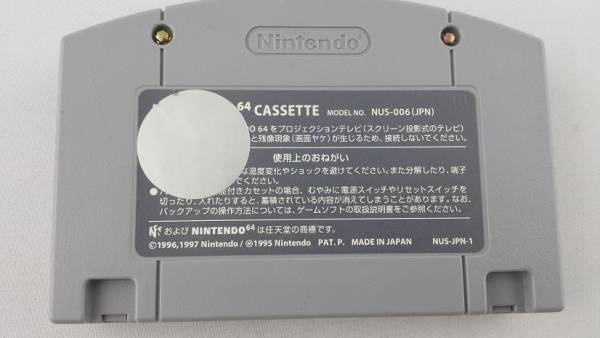 Nintendo
64 CASSETTE MODEL NO. NUS-006(JPN)
64 をプロジェクションテレビ(スクリーン投影式のテレビ)
と残像現象(画面ヤケ)が生じるため、接続しないでください。
使用上のおねがい
な温度変化やショックを避けてください。また分解したり、端子
でください。
付きカセットの場合、むやみに電源スイッチやリセットスイッチを
切ったり、入れたりすると、蓄積されている内容が消えてしまうことがあります。なお、
バックアップの操作方法については、ゲームソフトの取扱説明書をご参照ください。
および NINTENDO64 は任天堂の商標です。
©1996,1997 Nintendo/Ⓜ1995 Nintendo PAT. P. MADE IN JAPAN NUS-JPN-1